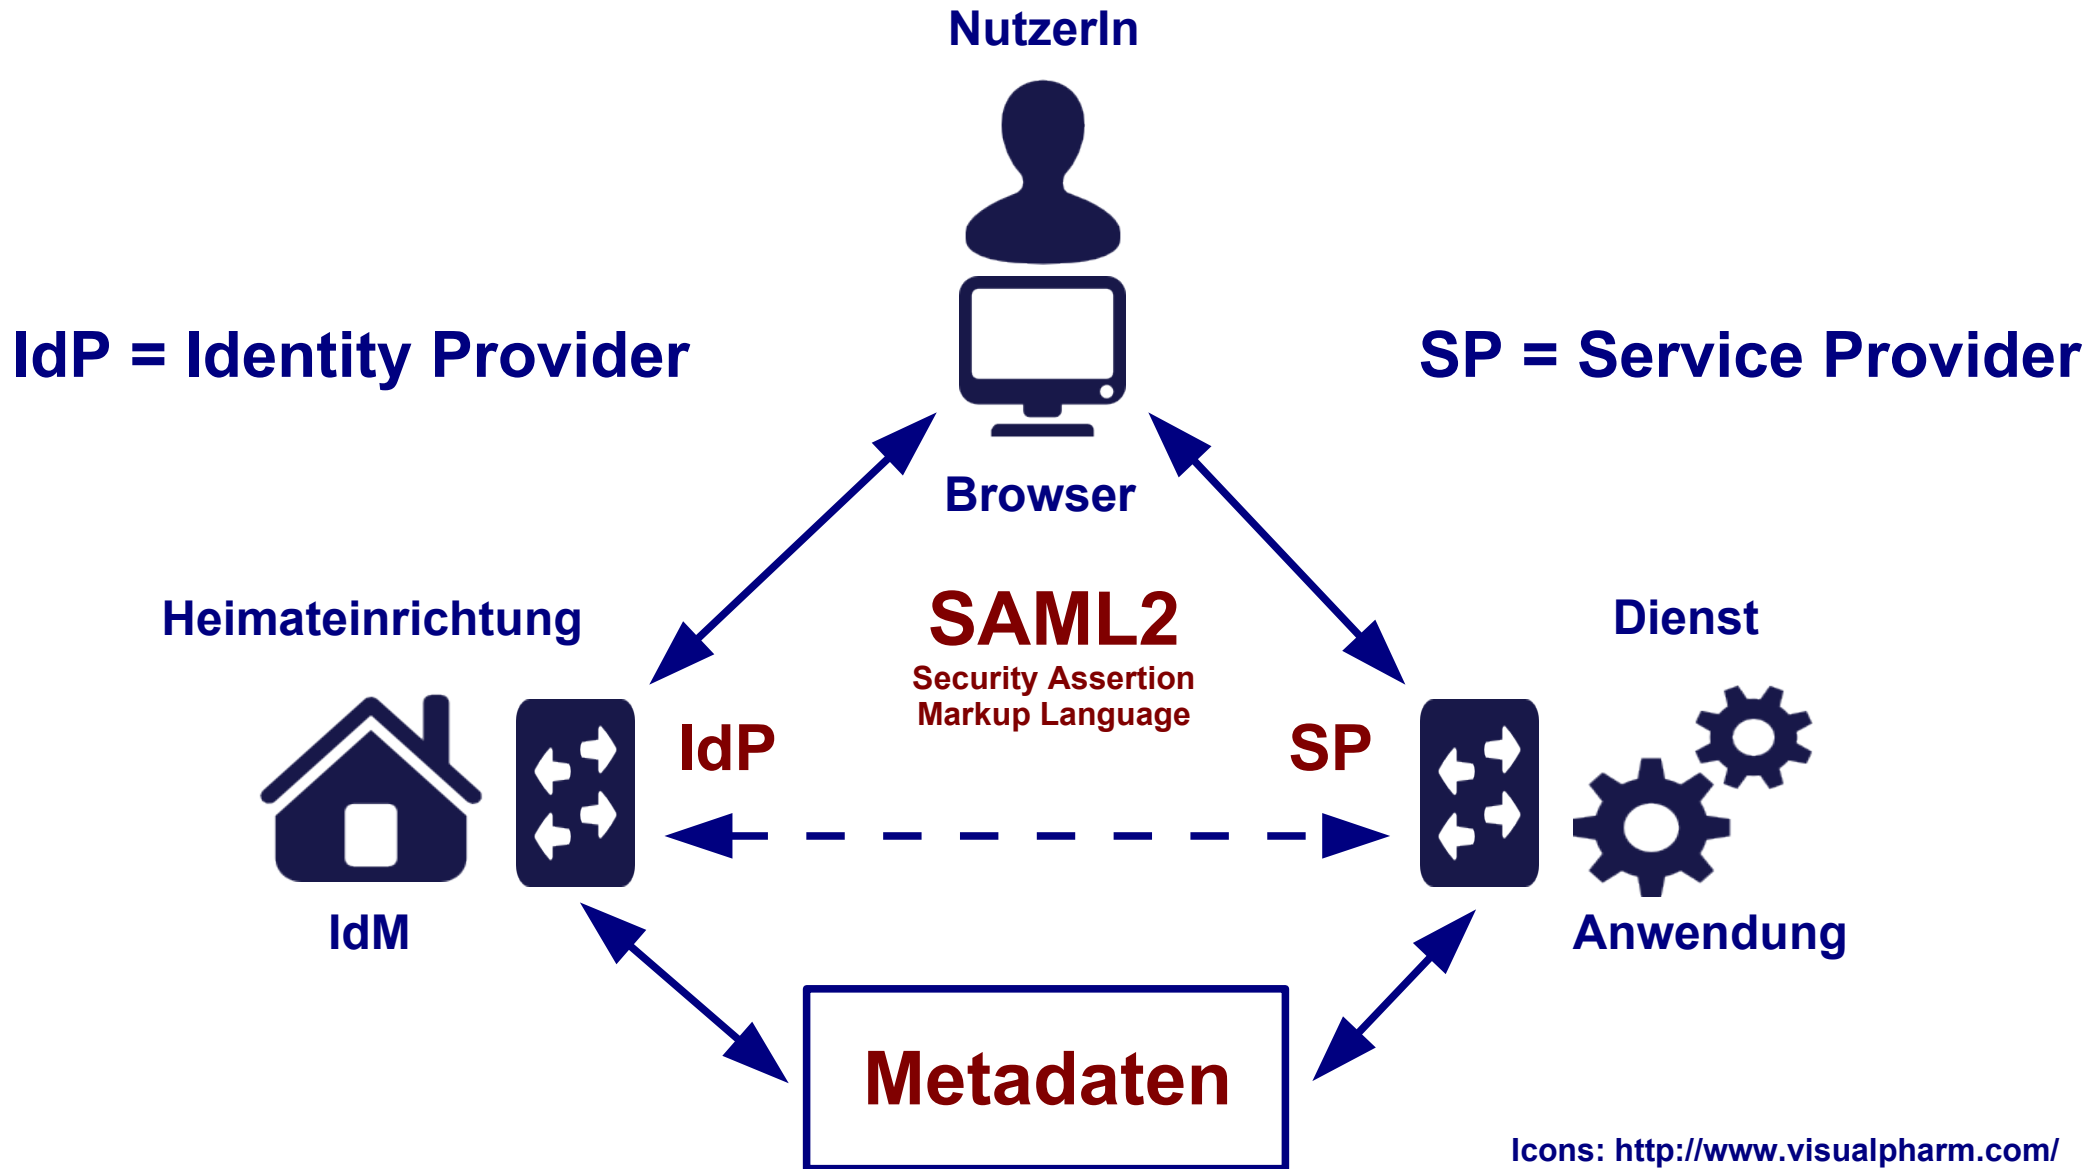 NutzerIn
IdP = Identity Provider
SP = Service Provider
Browser
Heimateinrichtung
SAML2
Security Assertion
Markup Language
Dienst
IdP
SP
IdM
Anwendung
Metadaten
Icons: http://www.visualpharm.com/